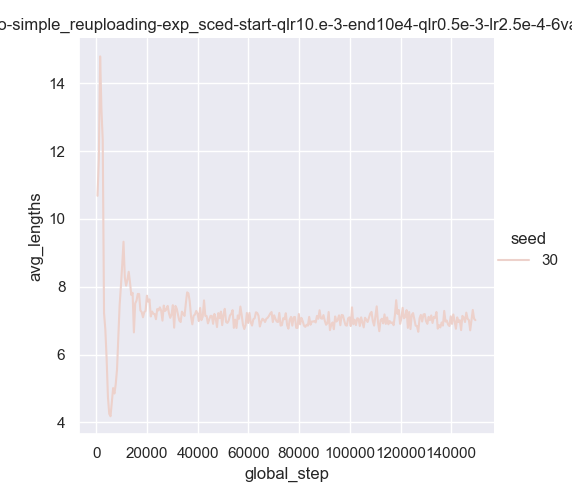 o-simple_reuploading-exp_sced-start-qlr10.e-3-end10e4-qlr0.5e-3-lr2.5e-4-6va
14
12
10
8
6
4
avg_lengths
0 20000 40000 60000 80000 100000 120000 140000
global_step
seed
30